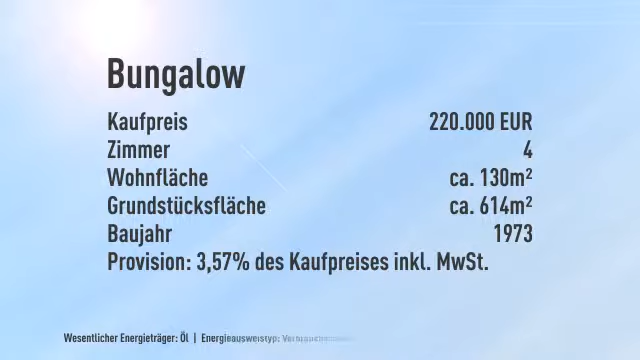 Bungalow
Kaufpreis 220.000 EUR
Zimmer 4
Wohnfläche ca. 130m²
Grundstücksfläche ca. 614m²
Baujahr 1973
Provision: 3,57% des Kaufpreises inkl. MwSt.
Wesentlicher Energieträger: Öl | Energieausweistyp: